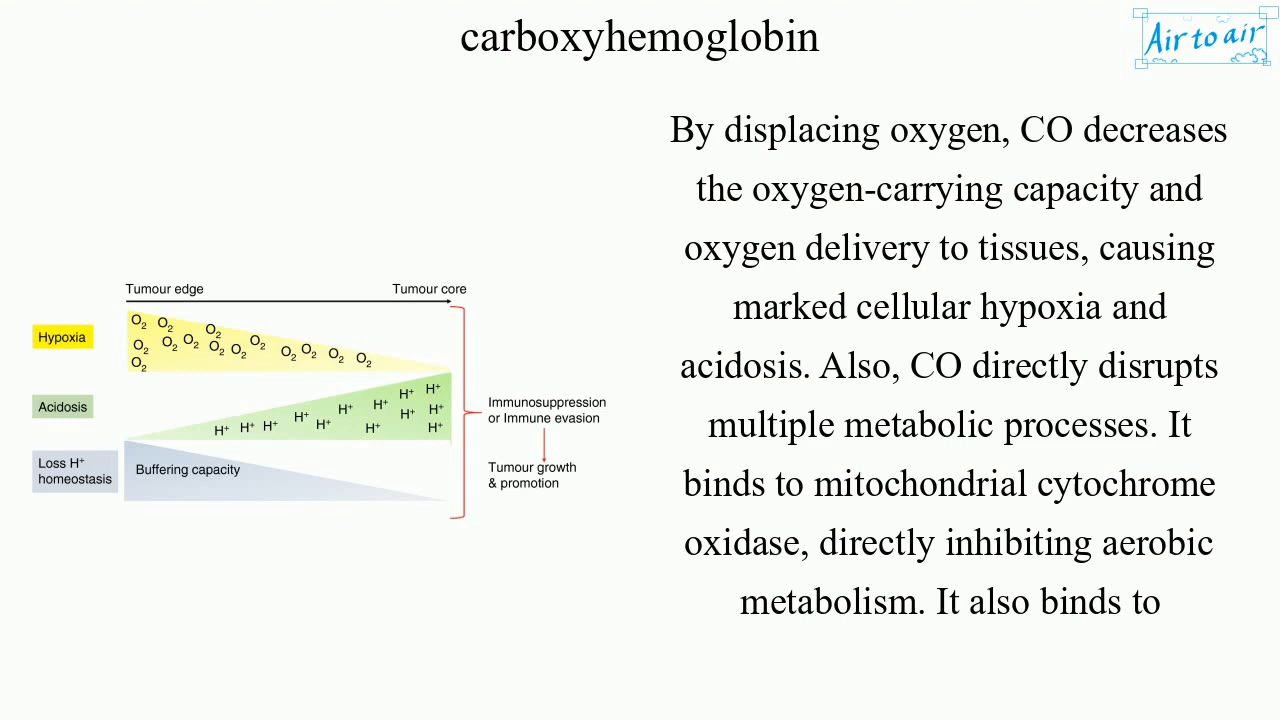 carboxyhemoglobin
Air to air
By displacing oxygen, CO decreases
the oxygen-carrying capacity and
oxygen delivery to tissues, causing
marked cellular hypoxia and
acidosis. Also, CO directly disrupts
multiple metabolic processes. It
binds to mitochondrial cytochrome
oxidase, directly inhibiting aerobic
metabolism. It also binds to
Tumour edge
Tumour core
Hypoxia
O₂ O₂ O₂
O₂ O₂ O₂ O₂ O₂ O₂ O₂ O₂ O₂ O₂
O₂
Acidosis
H⁺ H⁺
H⁺ H⁺ H⁺ H⁺ H⁺
H⁺ H⁺ H⁺ H⁺ H⁺ H⁺
Immunosuppression
or Immune evasion
Loss H⁺
homeostasis
Buffering capacity
Tumour growth
& promotion